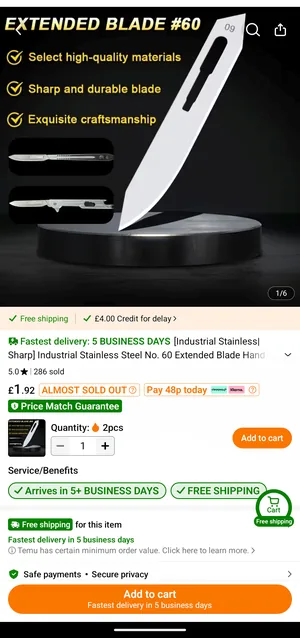 EXTENDED BLADE #60
60
Select high-quality materials
Sharp and durable blade
Exquisite craftsmanship
1/6
Free shipping
£4.00 Credit for delay
Fastest delivery: 5 BUSINESS DAYS [Industrial Stainless|
Sharp] Industrial Stainless Steel No. 60 Extended Blade Hand
5.0★ 286 sold
£1.92 ALMOST SOLD OUT Pay 48p today Klarna.
Price Match Guarantee
Quantity: 2pcs
− 1 +
Add to cart
Service/Benefits
Arrives in 5+ BUSINESS DAYS
FREE SHIPPING
Cart
Free shipping
Free shipping for this item
Fastest delivery in 5 business days
Temu has certain minimum order value. Click here to learn more.
Safe payments • Secure privacy
Add to cart
Fastest delivery in 5 business days